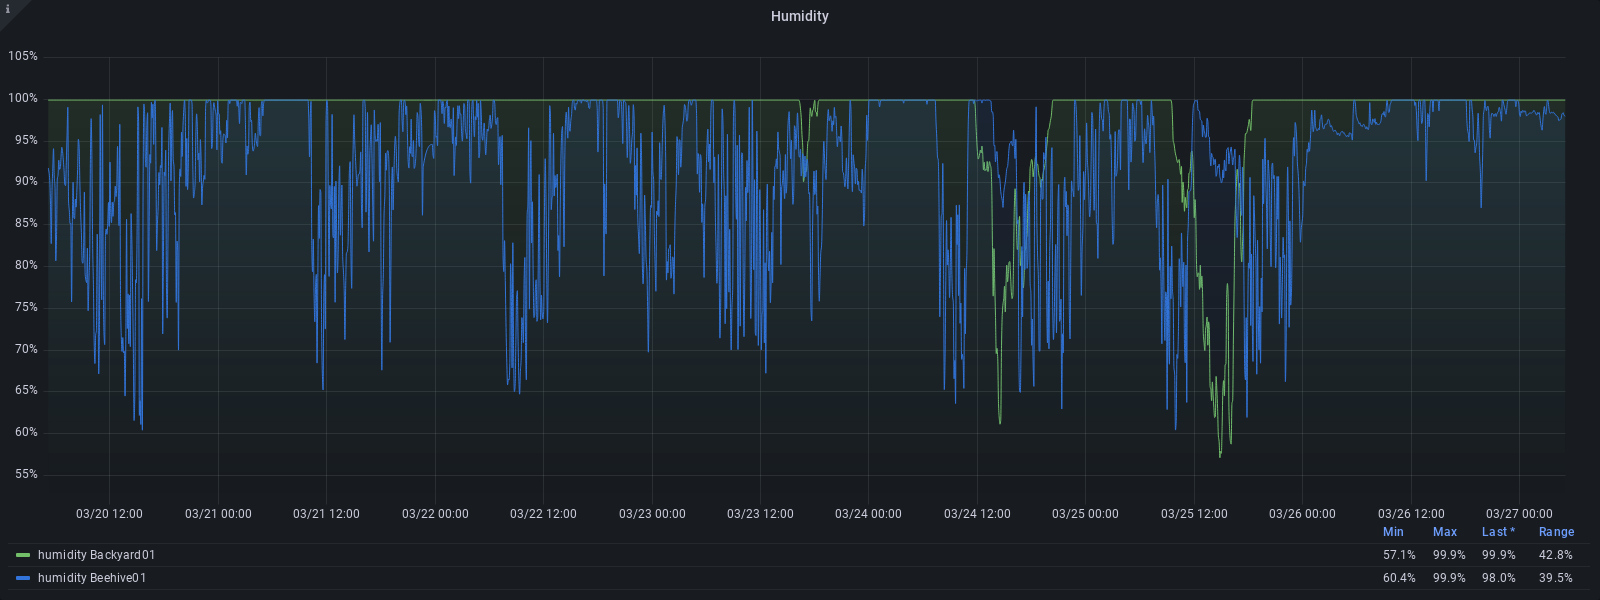 i
Humidity
105%
100%
95%
90%
85%
80%
75%
70%
65%
60%
55%
03/20 12:00 03/21 00:00 03/21 12:00 03/22 00:00 03/22 12:00 03/23 00:00 03/23 12:00 03/24 00:00 03/24 12:00 03/25 00:00 03/25 12:00 03/26 00:00 03/26 12:00 03/27 00:00
Min Max Last * Range
humidity Backyard01 57.1% 99.9% 99.9% 42.8%
humidity Beehive01 60.4% 99.9% 98.0% 39.5%